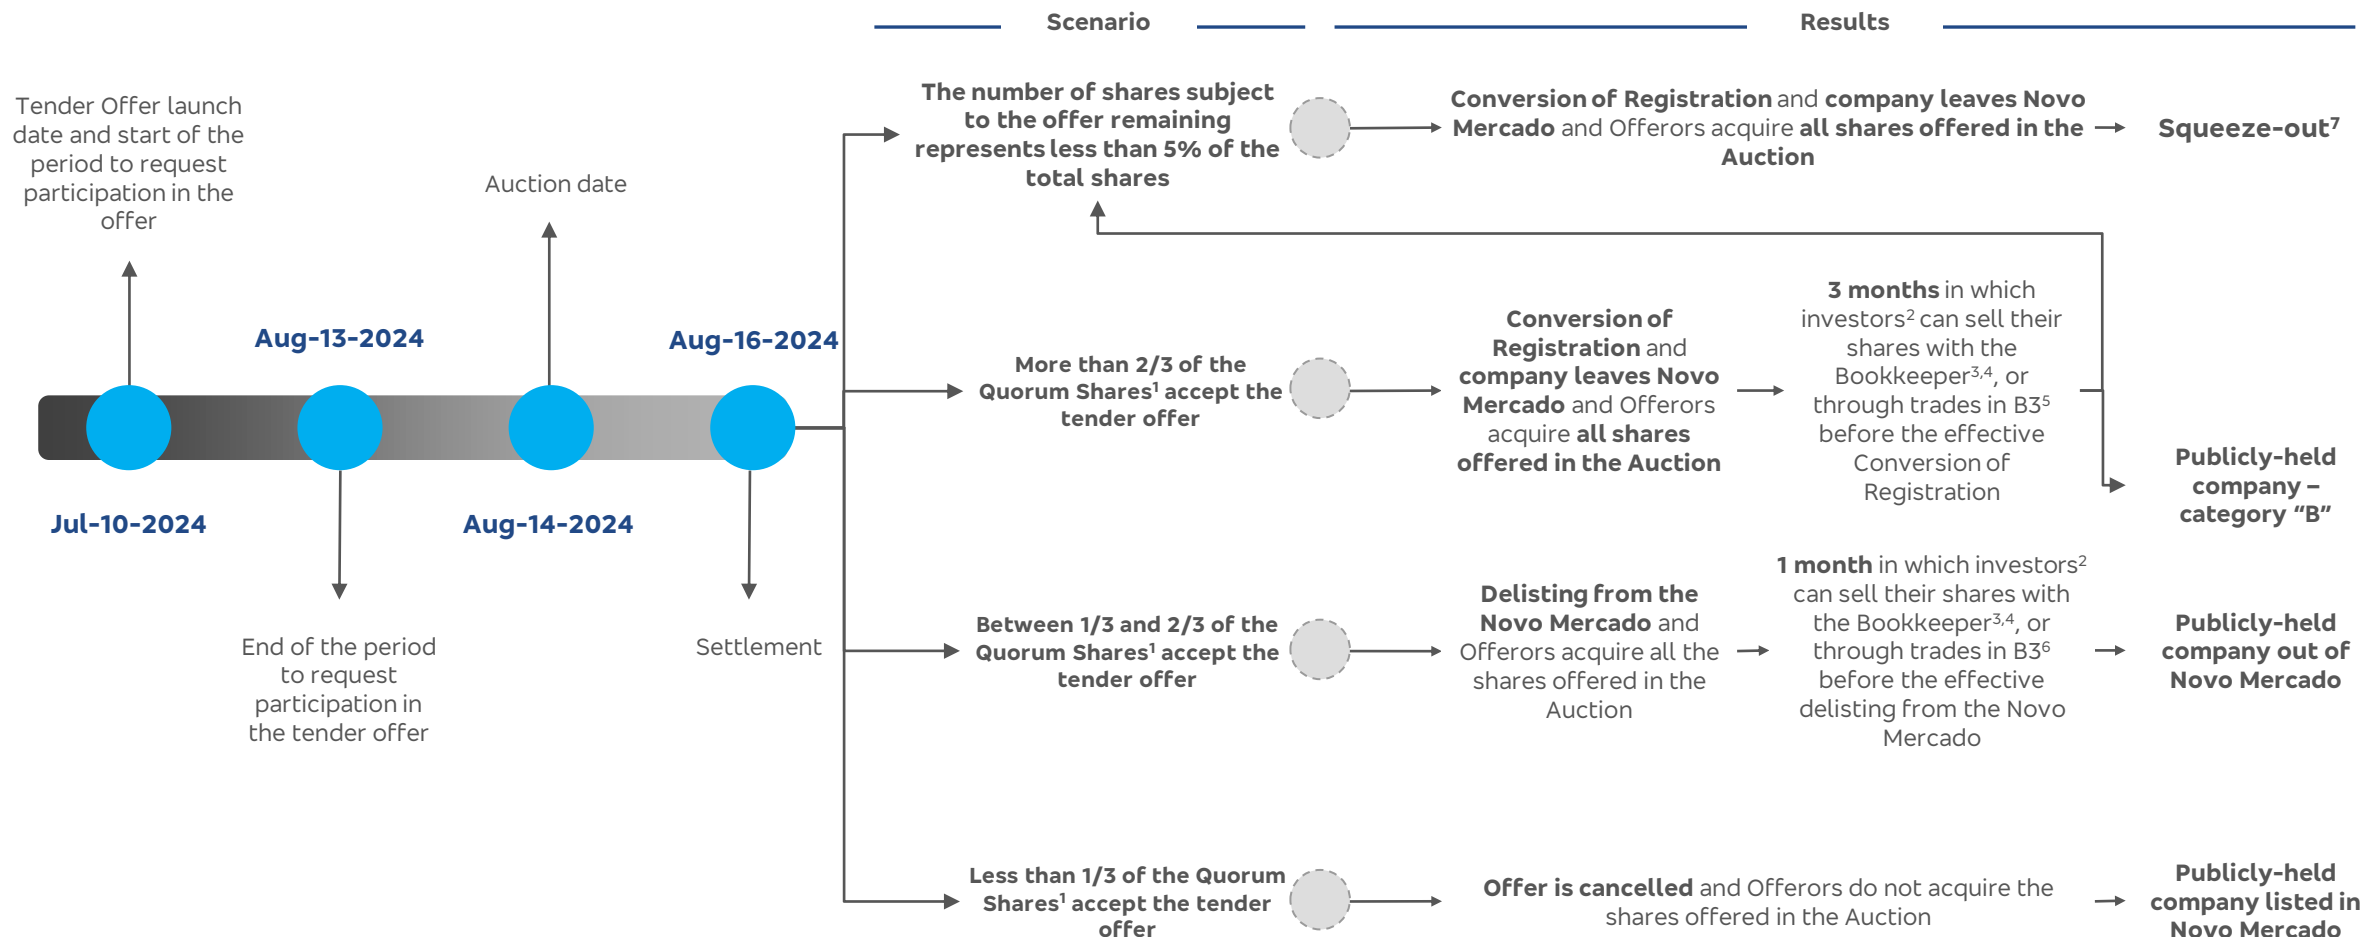 Scenario
Results
Tender Offer launch
date and start of the
period to request
participation in the
offer
Jul-10-2024
Aug-13-2024
End of the period
to request
participation in
the tender offer
Auction date
Aug-14-2024
Aug-16-2024
Settlement
The number of shares subject
to the offer remaining
represents less than 5% of the
total shares
Conversion of Registration and company leaves Novo
Mercado and Offerors acquire all shares offered in the
Auction
Squeeze-out⁷
More than 2/3 of the
Quorum Shares¹ accept the
tender offer
Conversion of
Registration and
company leaves Novo
Mercado and Offerors
acquire all shares
offered in the Auction
3 months in which
investors² can sell their
shares with the
Bookkeeper³,⁴, or
through trades in B3⁵
before the effective
Conversion of
Registration
Publicly-held
company –
category “B”
Between 1/3 and 2/3 of the
Quorum Shares¹ accept the
tender offer
Delisting from the
Novo Mercado and
Offerors acquire all the
shares offered in the
Auction
1 month in which investors²
can sell their shares with
the Bookkeeper³,⁴, or
through trades in B3⁶
before the effective
delisting from the Novo
Mercado
Publicly-held
company out of
Novo Mercado
Less than 1/3 of the Quorum
Shares¹ accept the tender
offer
Offer is cancelled and Offerors do not acquire the
shares offered in the Auction
Publicly-held
company listed in
Novo Mercado